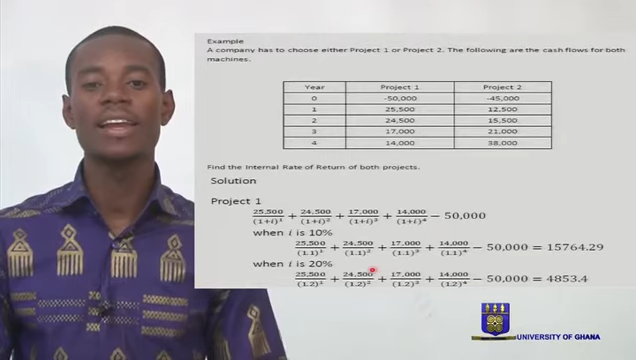 Example
A company has to choose either Project 1 or Project 2. The following are the cash flows for both
machines.
Year Project 1 Project 2
0 -50,000 -45,000
1 25,500 12,500
2 24,500 15,500
3 17,000 21,000
4 14,000 38,000
Find the Internal Rate of Return of both projects.
Solution
Project 1
25,500/(1+i)¹ + 24,500/(1+i)² + 17,000/(1+i)³ + 14,000/(1+i)⁴ − 50,000
when i is 10%
25,500/(1.1)¹ + 24,500/(1.1)² + 17,000/(1.1)³ + 14,000/(1.1)⁴ − 50,000 = 15764.29
when i is 20%
25,500/(1.2)¹ + 24,500/(1.2)² + 17,000/(1.2)³ + 14,000/(1.2)⁴ − 50,000 = 4853.4
UNIVERSITY OF GHANA